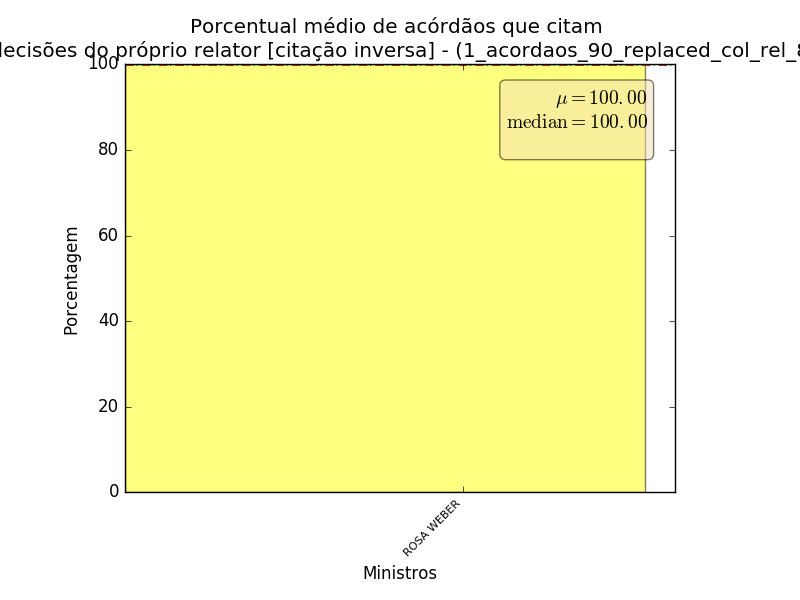 Porcentual médio de acórdãos que citam
decisões do próprio relator [citação inversa] - (1_acordaos_90_replaced_col_rel_8
μ = 100.00
median = 100.00
100
80
60
40
20
0
Porcentagem
ROSA WEBER
Ministros